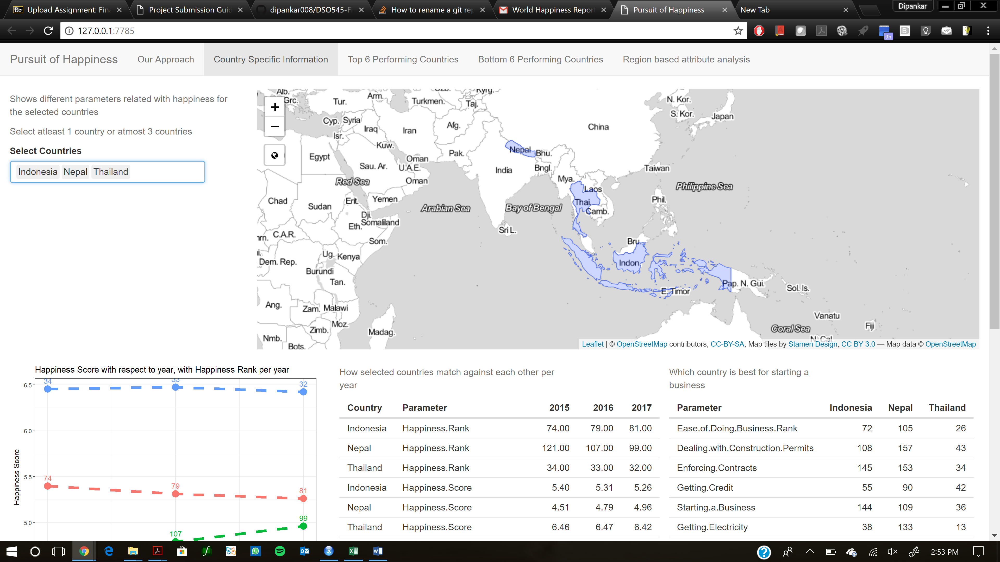 Upload Assignment: Fin
Project Submission Guid
dipankar008/DSO545-Fi
How to rename a git rep
World Happiness Report
Pursuit of Happiness
New Tab
Dipankar
127.0.0.1:7785
9h
Pursuit of Happiness
Our Approach
Country Specific Information
Top 6 Performing Countries
Bottom 6 Performing Countries
Region based attribute analysis
Shows different parameters related with happiness for
the selected countries
Select atleast 1 country or atmost 3 countries
Select Countries
Indonesia Nepal Thailand
+
−
Alb.
Grc.
Tur.
Arm.
Turkmen.
Taj.
Kyrg.
N. Kor.
S. Kor.
Japan
Cyp.
Syria
Iraq
Iran
Afg.
China
Isr.
Kuw.
Egypt
Oman
Pak.
Nepal
Bhu.
Sau. Ar.
U.A.E.
India
Bngl.
Taiwan
Red Sea
Oman
Mya.
Laos
Philippine Sea
Chad
Sudan
Erit.
Yemen
Arabian Sea
Bay of Bengal
Thai.
Camb.
Phil.
Dji.
Somaliland
Eth.
Sri L.
C.A.R.
Som.
Bru.
Ug.
Kenya
Dem. Rep.
Indon.
Burundi
Tan.
E. Timor
Pap. N. Gui.
Sol. Is.
Ang.
Zam.
Malawi
Vanatu
Moz.
Zimb.
Madag.
Coral Sea
Fiji
Nmb.
Bots.
N. Cal.
Leaflet | © OpenStreetMap contributors, CC-BY-SA, Map tiles by Stamen Design, CC BY 3.0 — Map data © OpenStreetMap
Happiness Score with respect to year, with Happiness Rank per year
Happiness Score
6.5
6.0
5.5
5.0
34
33
32
74
79
81
107
99
How selected countries match against each other per
year
Country Parameter 2015 2016 2017
Indonesia Happiness.Rank 74.00 79.00 81.00
Nepal Happiness.Rank 121.00 107.00 99.00
Thailand Happiness.Rank 34.00 33.00 32.00
Indonesia Happiness.Score 5.40 5.31 5.26
Nepal Happiness.Score 4.51 4.79 4.96
Thailand Happiness.Score 6.46 6.47 6.42
Which country is best for starting a
business
Parameter Indonesia Nepal Thailand
Ease.of.Doing.Business.Rank 72 105 26
Dealing.with.Construction.Permits 108 157 43
Enforcing.Contracts 145 153 34
Getting.Credit 55 90 42
Starting.a.Business 144 109 36
Getting.Electricity 38 133 13
2:53 PM